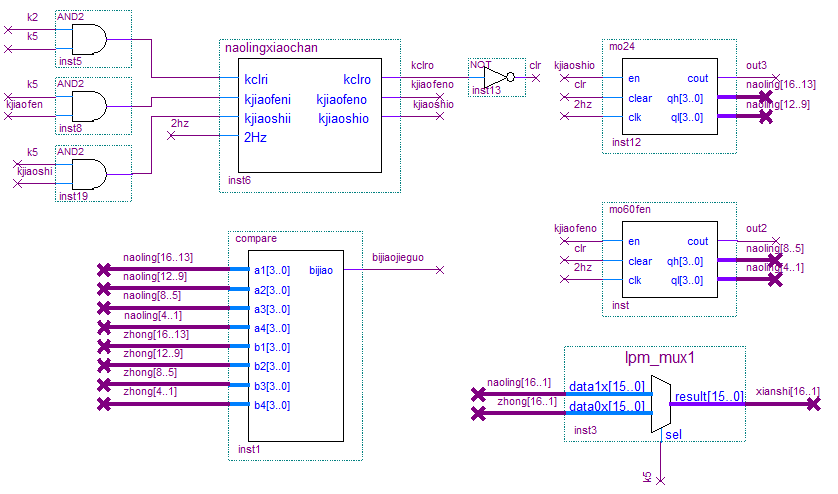 k2
AND2
k5
inst5
k5
AND2
kjiaofen
inst8
k5
AND2
kjiaoshi
inst19
naolingxiaochan
kclri
kclro
kjiaofeni
kjiaofeno
kjiaoshii
kjiaoshio
2Hz
2hz
inst6
kclro
kjiaofeno
kjiaoshio
NOT
inst13
clr
mo24
kjiaoshio
clr
2hz
en
cout
clear
qh[3..0]
clk
ql[3..0]
out3
naoling[16..13]
naoling[12..9]
inst12
mo60fen
kjiaofeno
clr
2hz
en
cout
clear
qh[3..0]
clk
ql[3..0]
out2
naoling[8..5]
naoling[4..1]
inst
compare
naoling[16..13]
naoling[12..9]
naoling[8..5]
naoling[4..1]
zhong[16..13]
zhong[12..9]
zhong[8..5]
zhong[4..1]
a1[3..0]
bijiao
a2[3..0]
a3[3..0]
a4[3..0]
b1[3..0]
b2[3..0]
b3[3..0]
b4[3..0]
bijiaojieguo
inst1
lpm_mux1
naoling[16..1]
zhong[16..1]
data1x[15..0]
data0x[15..0]
result[15..0]
xianshi[16..1]
sel
inst3
k5